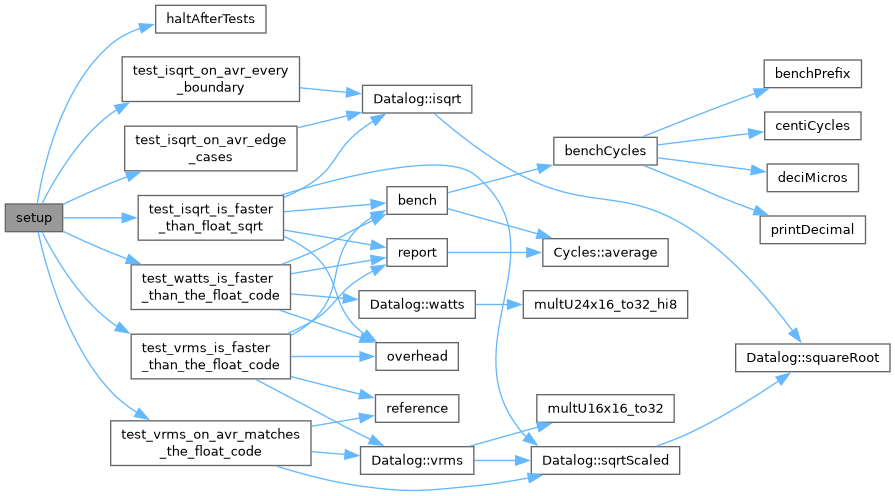 setup
haltAfterTests
test_isqrt_on_avr_every
_boundary
test_isqrt_on_avr_edge
_cases
test_isqrt_is_faster
_than_float_sqrt
test_watts_is_faster
_than_the_float_code
test_vrms_is_faster
_than_the_float_code
test_vrms_on_avr_matches
_the_float_code
Datalog::isqrt
bench
report
Datalog::watts
overhead
reference
Datalog::vrms
benchCycles
Cycles::average
multU24x16_to32_hi8
multU16x16_to32
Datalog::sqrtScaled
benchPrefix
centiCycles
deciMicros
printDecimal
Datalog::squareRoot